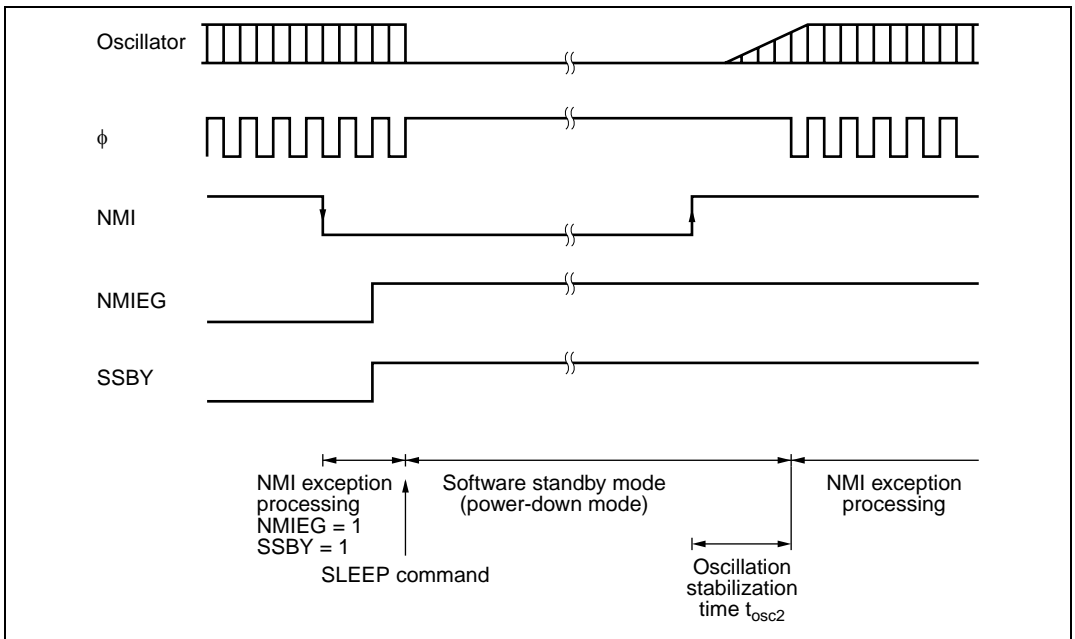 Oscillator
ϕ
NMI
NMIEG
SSBY
NMI exception
processing
NMIEG = 1
SSBY = 1
SLEEP command
Software standby mode
(power-down mode)
Oscillation
stabilization
time tosc2
NMI exception
processing